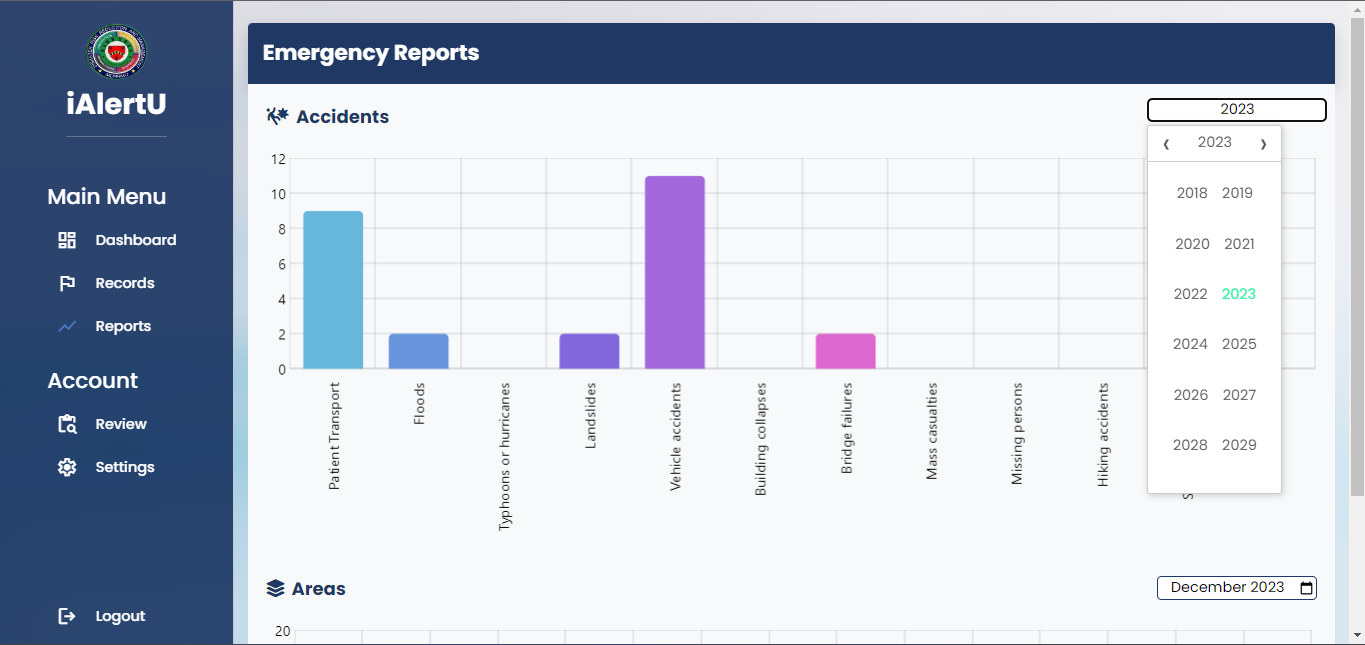 iAlertU
Main Menu
Dashboard
Records
Reports
Account
Review
Settings
Logout
Emergency Reports
Accidents
2023
‹ 2023 ›
2018 2019
2020 2021
2022 2023
2024 2025
2026 2027
2028 2029
12
10
8
6
4
2
0
Patient Transport
Floods
Typhoons or hurricanes
Landslides
Vehicle accidents
Building collapses
Bridge failures
Mass casualties
Missing persons
Hiking accidents
S
Areas
December 2023
20